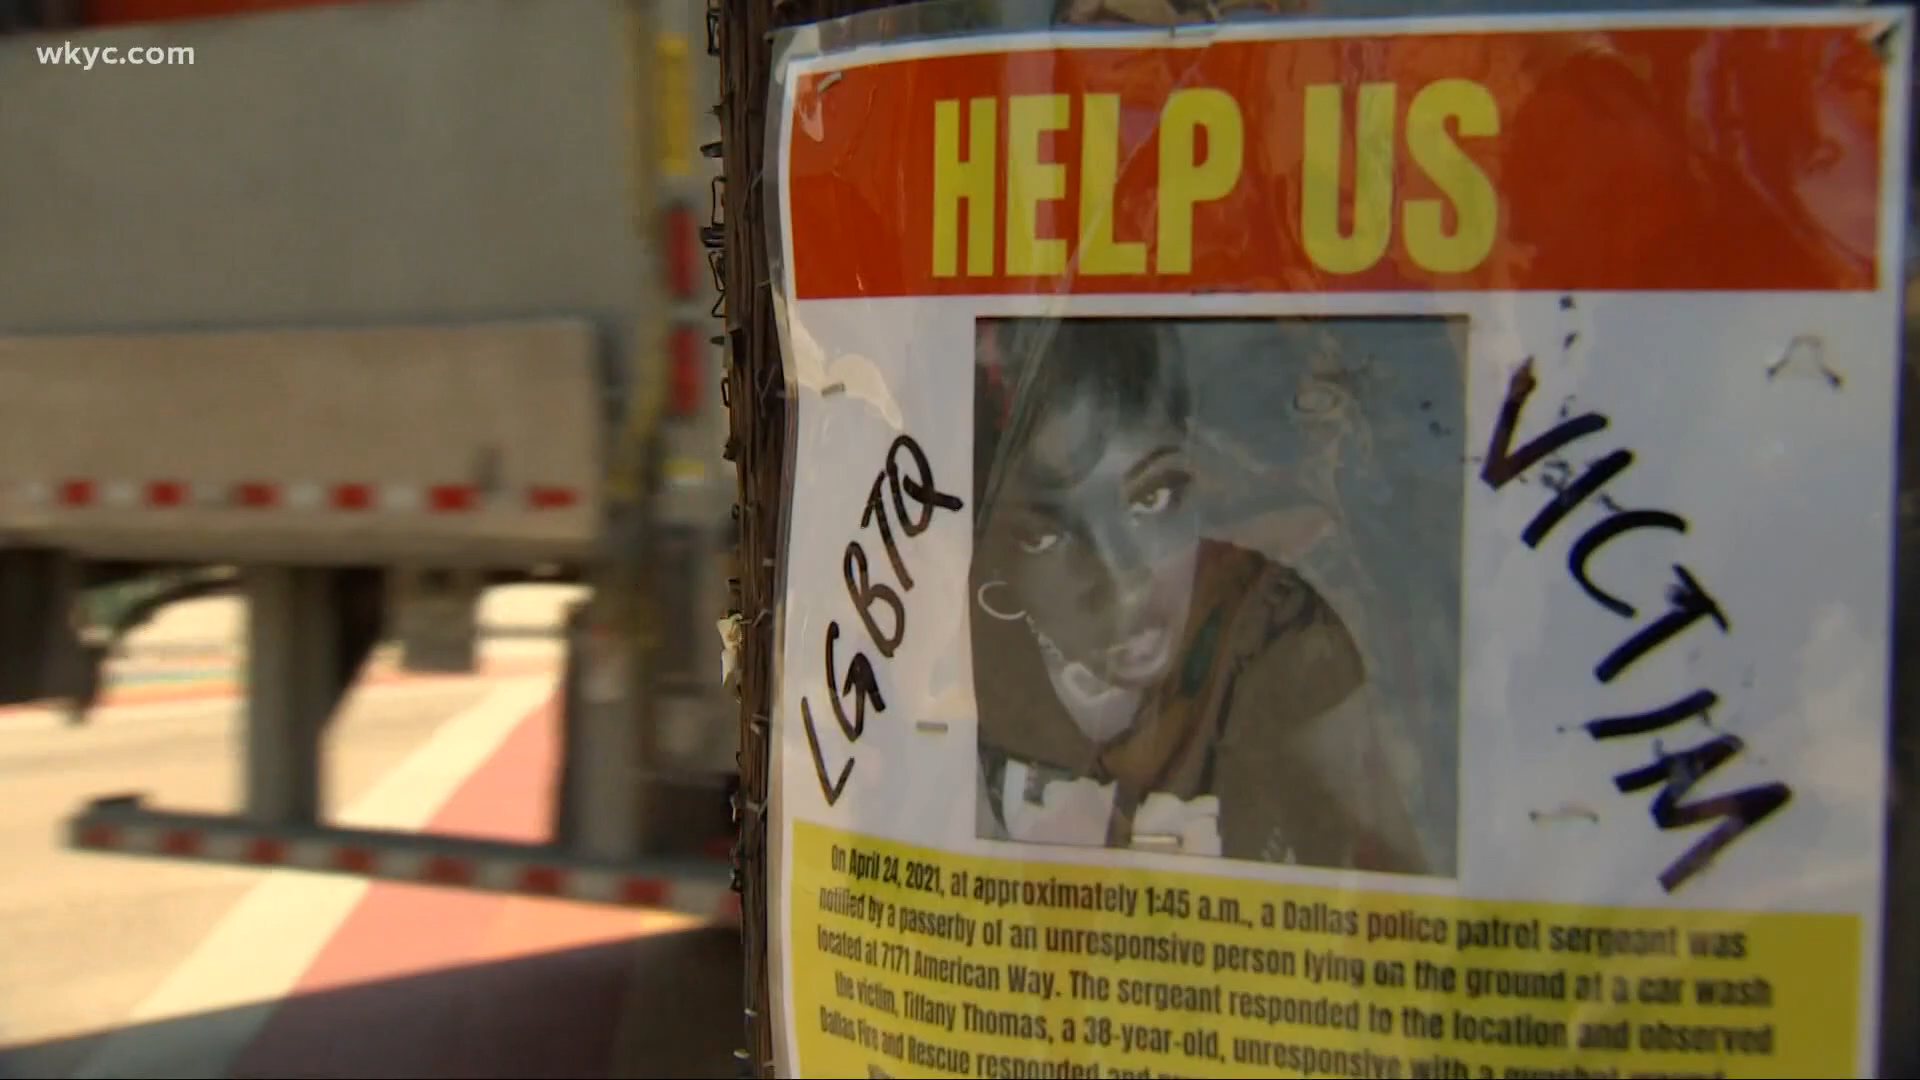 wkyc.com
HELP US
LGBTQ
VICTIM
On April 24, 2021, at approximately 1:45 a.m., a Dallas police patrol sergeant was
notified by a passerby of an unresponsive person lying on the ground at a car wash
located at 7171 American Way. The sergeant responded to the location and observed
the victim, Tiffany Thomas, a 38-year-old, unresponsive with a gunshot
Dallas Fire and Rescue responded and